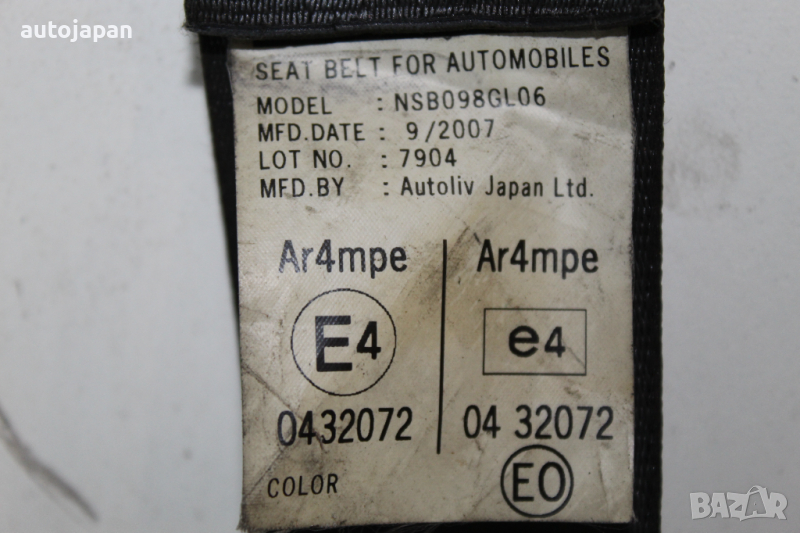 autojapan
SEAT BELT FOR AUTOMOBILES
MODEL : NSB098GL06
MFD.DATE : 9/2007
LOT NO. : 7904
MFD.BY : Autoliv Japan Ltd.
Ar4mpe Ar4mpe
E4 e4
0432072 04 32072
COLOR EO
BAZAR
bg